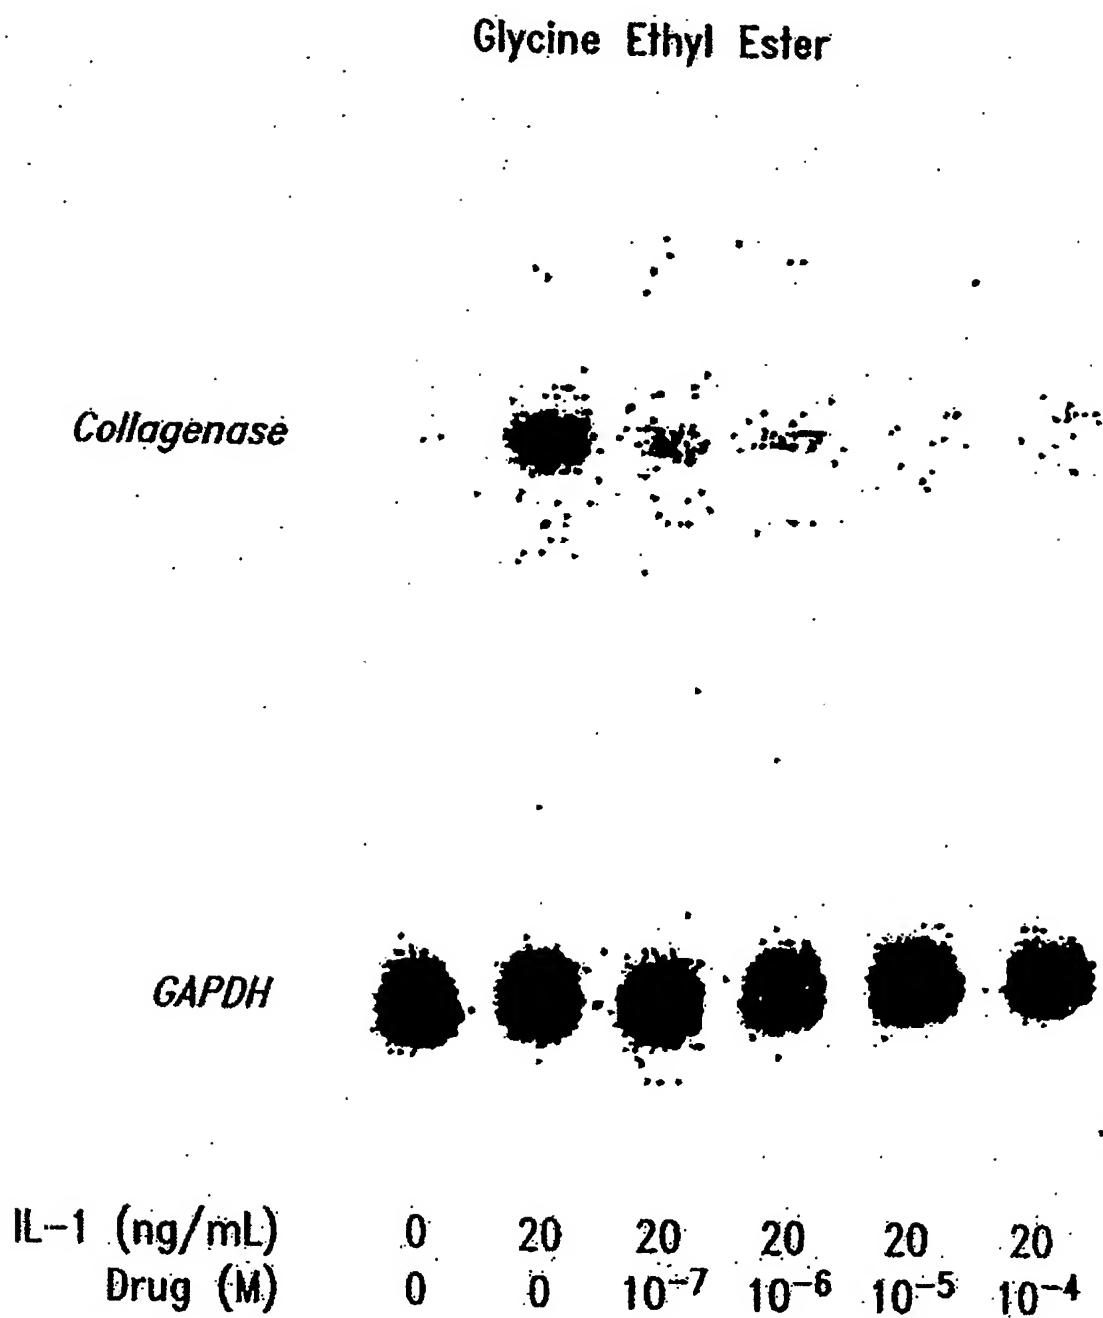 Glycine Ethyl Ester
Collagenase
GAPDH
IL-1 (ng/mL) 0 20 20 20 20 20
Drug (M) 0 0 10⁻⁷ 10⁻⁶ 10⁻⁵ 10⁻⁴